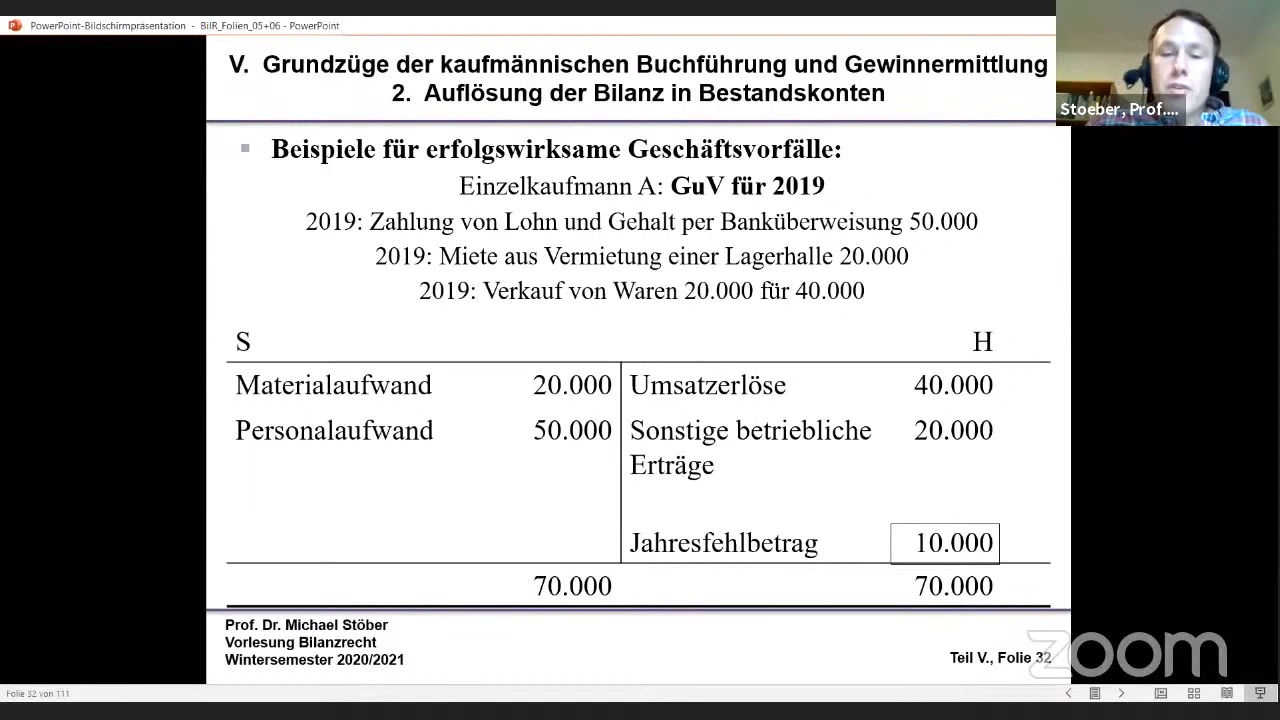 PowerPoint-Bildschirmpräsentation - BilR_Folien_05+06 - PowerPoint
Stoeber, Prof....
V. Grundzüge der kaufmännischen Buchführung und Gewinnermittlung
2. Auflösung der Bilanz in Bestandskonten
Beispiele für erfolgswirksame Geschäftsvorfälle:
Einzelkaufmann A: GuV für 2019
2019: Zahlung von Lohn und Gehalt per Banküberweisung 50.000
2019: Miete aus Vermietung einer Lagerhalle 20.000
2019: Verkauf von Waren 20.000 für 40.000
S H
Materialaufwand 20.000 Umsatzerlöse 40.000
Personalaufwand 50.000 Sonstige betriebliche 20.000
Erträge
Jahresfehlbetrag 10.000
70.000 70.000
Prof. Dr. Michael Stöber
Vorlesung Bilanzrecht
Wintersemester 2020/2021
Teil V., Folie 32
zoom
Folie 32 von 111